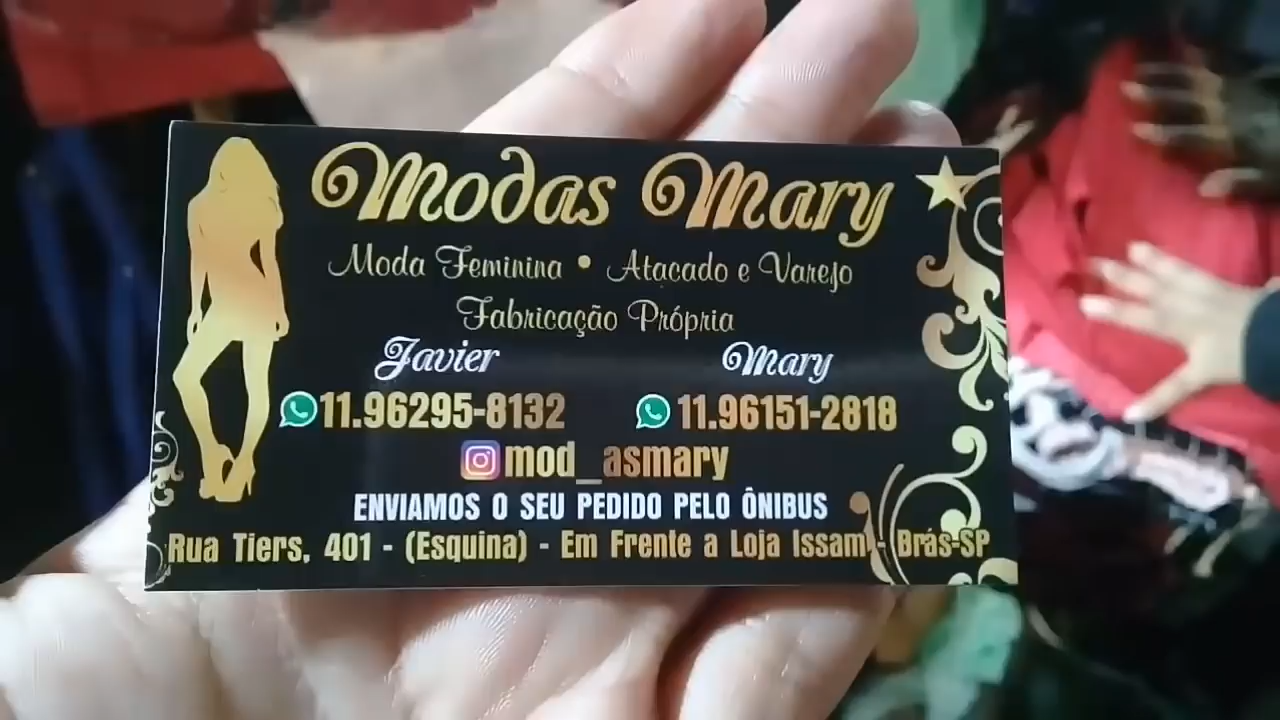 Modas Mary
Moda Feminina • Atacado e Varejo
Fabricação Própria
Javier Mary
11.96295-8132 11.96151-2818
mod_asmary
ENVIAMOS O SEU PEDIDO PELO ÔNIBUS
Rua Tiers, 401 - (Esquina) - Em Frente a Loja Issam - Brás-SP